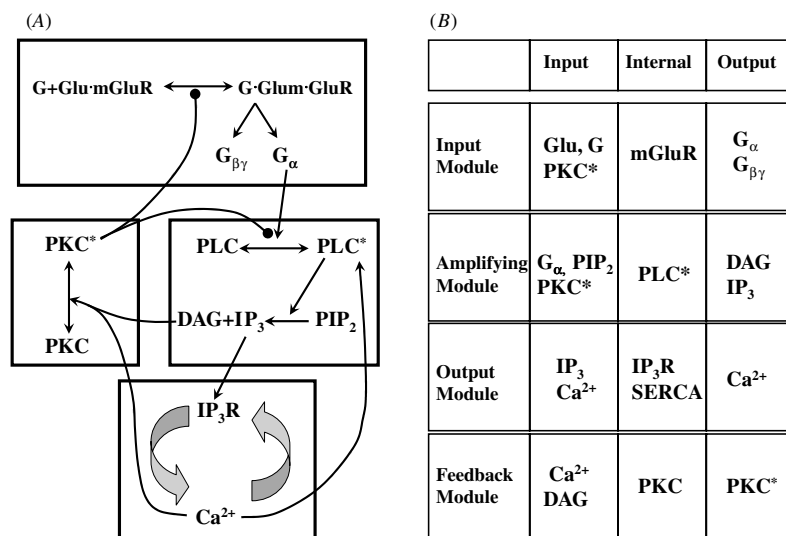 (A)
G+Glu·mGluR G·Glum·GluR
Gβγ Gα
PKC* PLC PLC*
DAG+IP3 PIP2
PKC
IP3R
Ca2+
(B)
Input Internal Output
Input Module
Glu, G PKC*
mGluR
Gα Gβγ
Amplifying Module
Gα, PIP2 PKC*
PLC*
DAG IP3
Output Module
IP3 Ca2+
IP3R SERCA
Ca2+
Feedback Module
Ca2+ DAG
PKC
PKC*